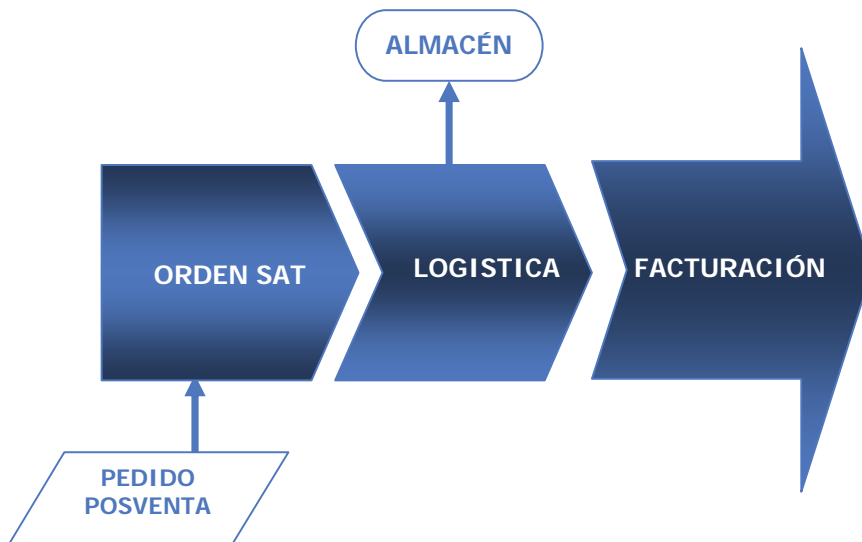 ALMACÉN
ORDEN SAT
LOGISTICA
FACTURACIÓN
PEDIDO
POSVENTA